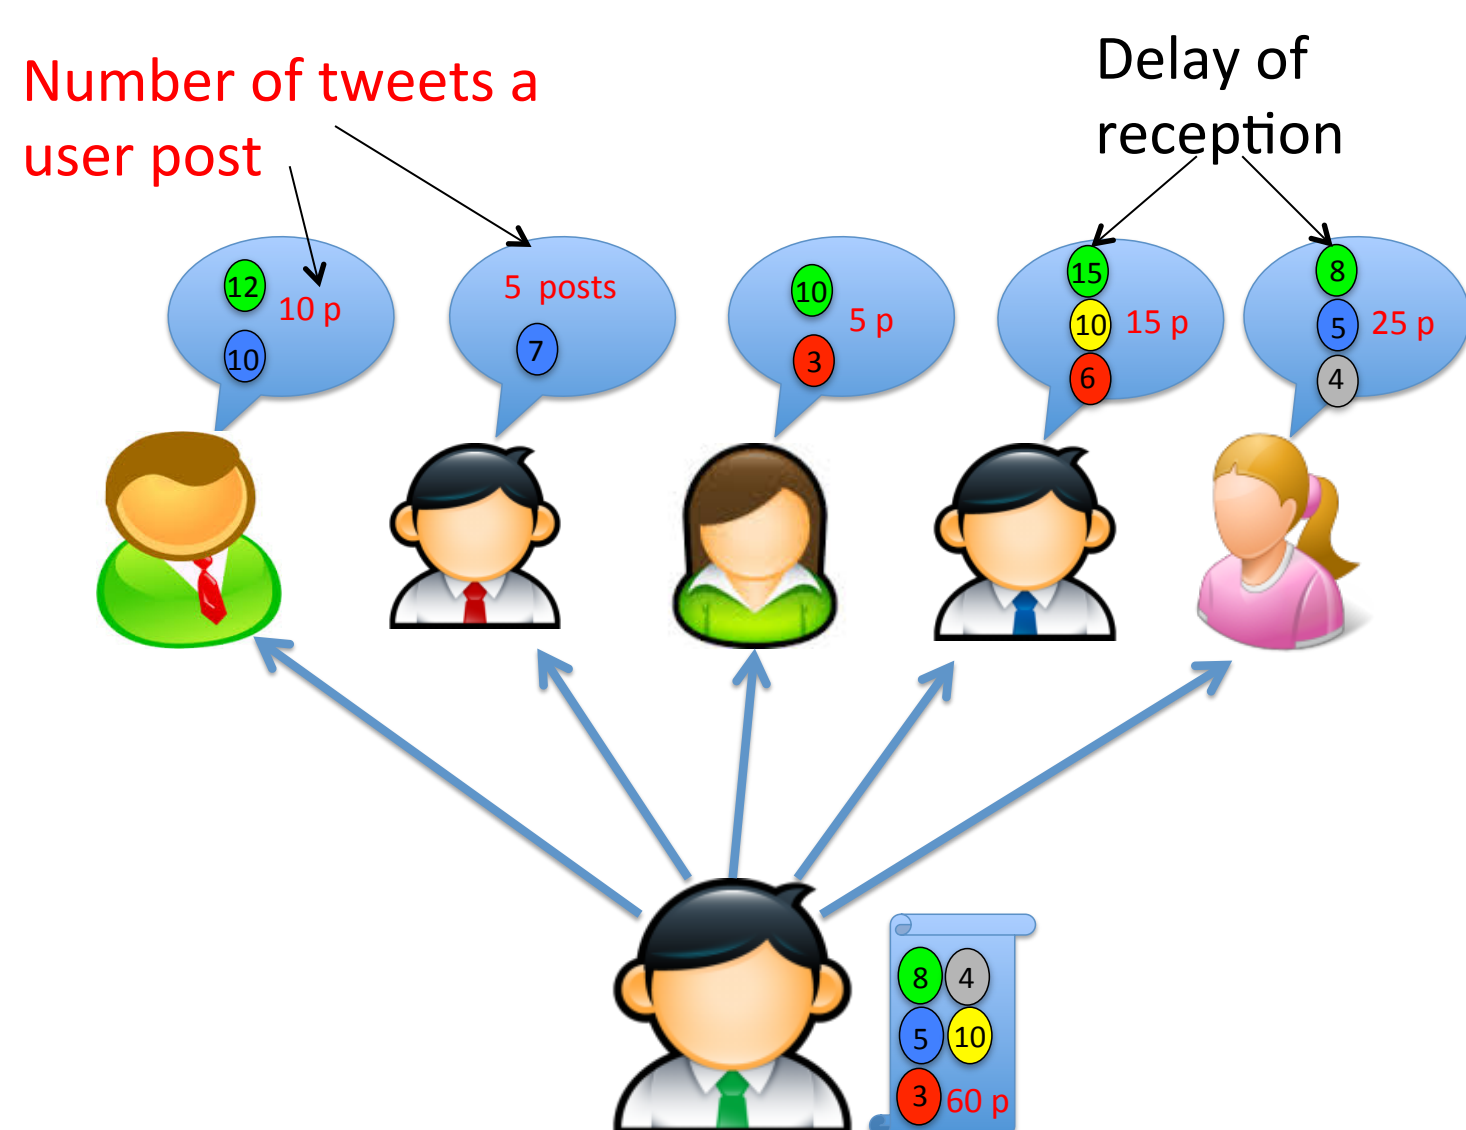 Number of tweets a
user post
Delay of
reception
12
10 p
10
5 posts
7
10
5 p
3
15
10
15 p
6
8
5
25 p
4
8 4
5 10
3 60 p